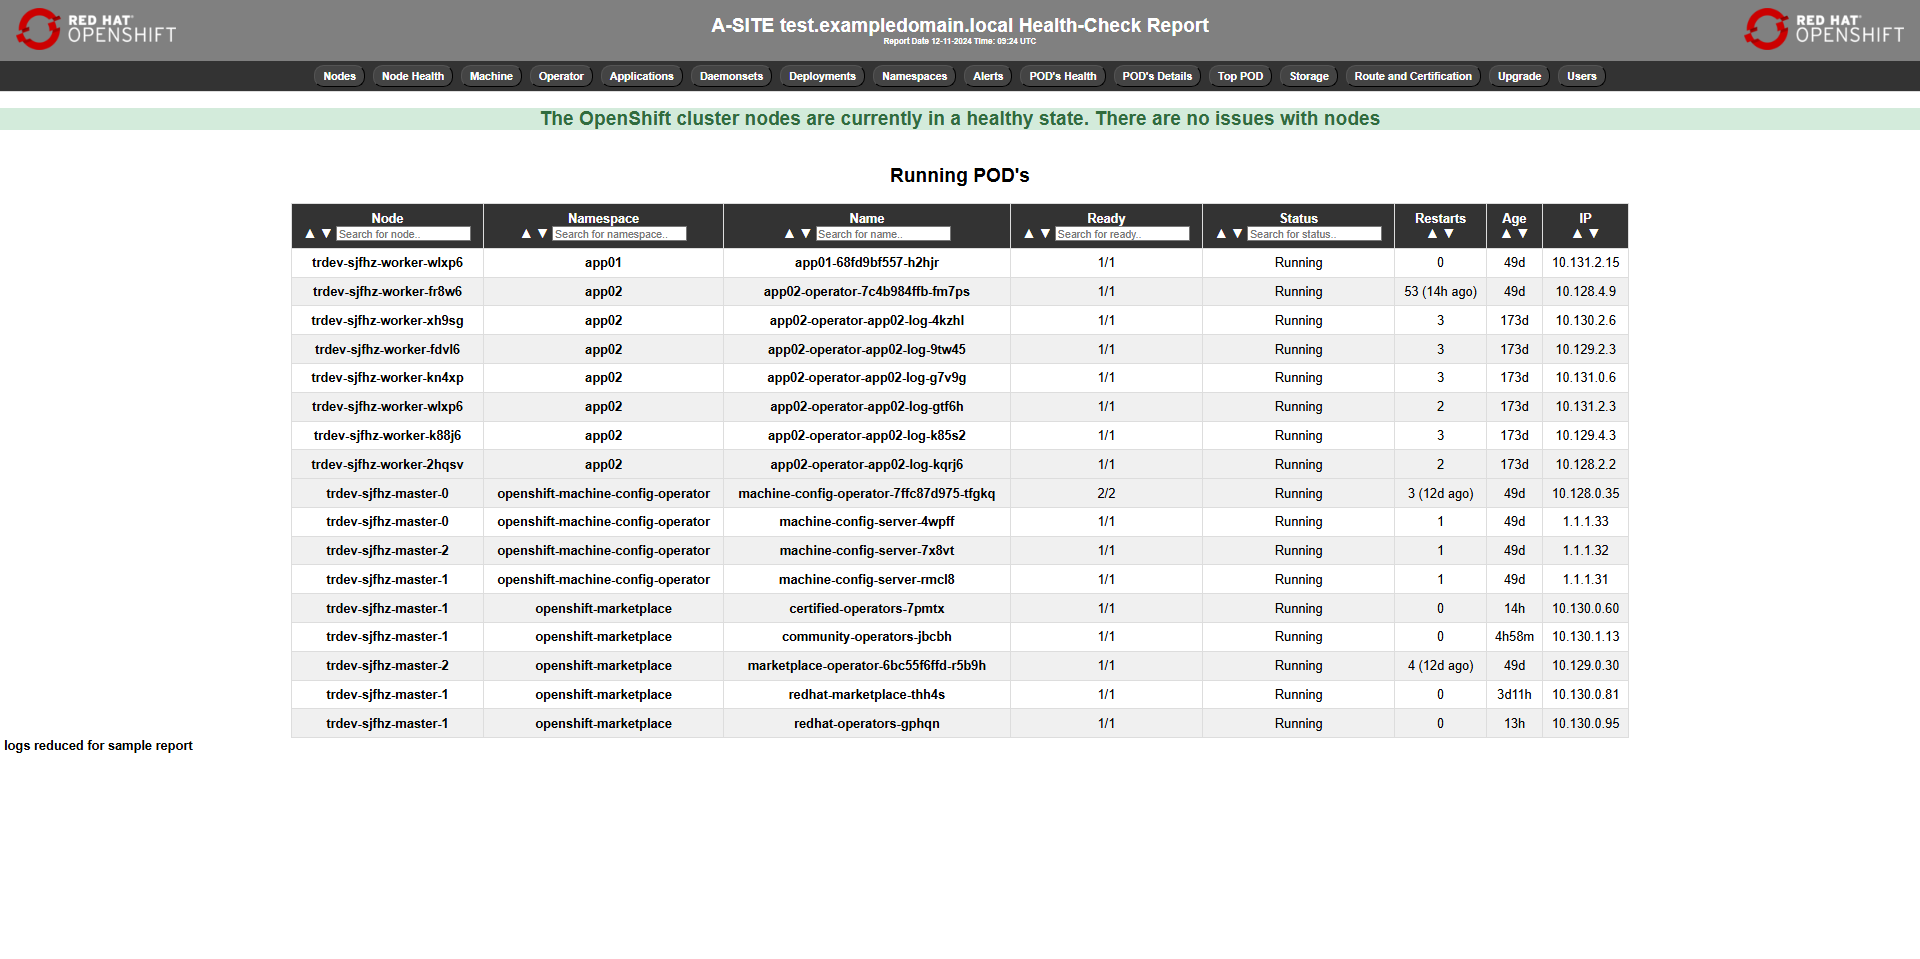 RED HAT
OPENSHIFT
A-SITE test.exampledomain.local Health-Check Report
Report Date 12-11-2024 Time: 09:24 UTC
RED HAT
OPENSHIFT
Nodes Node Health Machine Operator Applications Daemonsets Deployments Namespaces Alerts POD's Health POD's Details Top POD Storage Route and Certification Upgrade Users
The OpenShift cluster nodes are currently in a healthy state. There are no issues with nodes
Running POD's
Node Namespace Name Ready Status Restarts Age IP
▲ ▼ Search for node.. ▲ ▼ Search for namespace.. ▲ ▼ Search for name.. ▲ ▼ Search for ready.. ▲ ▼ Search for status.. ▲ ▼ ▲ ▼ ▲ ▼
trdev-sjfhz-worker-wlxp6 app01 app01-68fd9bf557-h2hjr 1/1 Running 0 49d 10.131.2.15
trdev-sjfhz-worker-fr8w6 app02 app02-operator-7c4b984ffb-fm7ps 1/1 Running 53 (14h ago) 49d 10.128.4.9
trdev-sjfhz-worker-xh9sg app02 app02-operator-app02-log-4kzhl 1/1 Running 3 173d 10.130.2.6
trdev-sjfhz-worker-fdvl6 app02 app02-operator-app02-log-9tw45 1/1 Running 3 173d 10.129.2.3
trdev-sjfhz-worker-kn4xp app02 app02-operator-app02-log-g7v9g 1/1 Running 3 173d 10.131.0.6
trdev-sjfhz-worker-wlxp6 app02 app02-operator-app02-log-gtf6h 1/1 Running 2 173d 10.131.2.3
trdev-sjfhz-worker-k88j6 app02 app02-operator-app02-log-k85s2 1/1 Running 3 173d 10.129.4.3
trdev-sjfhz-worker-2hqsv app02 app02-operator-app02-log-kqrj6 1/1 Running 2 173d 10.128.2.2
trdev-sjfhz-master-0 openshift-machine-config-operator machine-config-operator-7ffc87d975-tfgkq 2/2 Running 3 (12d ago) 49d 10.128.0.35
trdev-sjfhz-master-0 openshift-machine-config-operator machine-config-server-4wpff 1/1 Running 1 49d 1.1.1.33
trdev-sjfhz-master-2 openshift-machine-config-operator machine-config-server-7x8vt 1/1 Running 1 49d 1.1.1.32
trdev-sjfhz-master-1 openshift-machine-config-operator machine-config-server-rmcl8 1/1 Running 1 49d 1.1.1.31
trdev-sjfhz-master-1 openshift-marketplace certified-operators-7pmtx 1/1 Running 0 14h 10.130.0.60
trdev-sjfhz-master-1 openshift-marketplace community-operators-jbcbh 1/1 Running 0 4h58m 10.130.1.13
trdev-sjfhz-master-2 openshift-marketplace marketplace-operator-6bc55f6ffd-r5b9h 1/1 Running 4 (12d ago) 49d 10.129.0.30
trdev-sjfhz-master-1 openshift-marketplace redhat-marketplace-thh4s 1/1 Running 0 3d11h 10.130.0.81
trdev-sjfhz-master-1 openshift-marketplace redhat-operators-gphqn 1/1 Running 0 13h 10.130.0.95
logs reduced for sample report